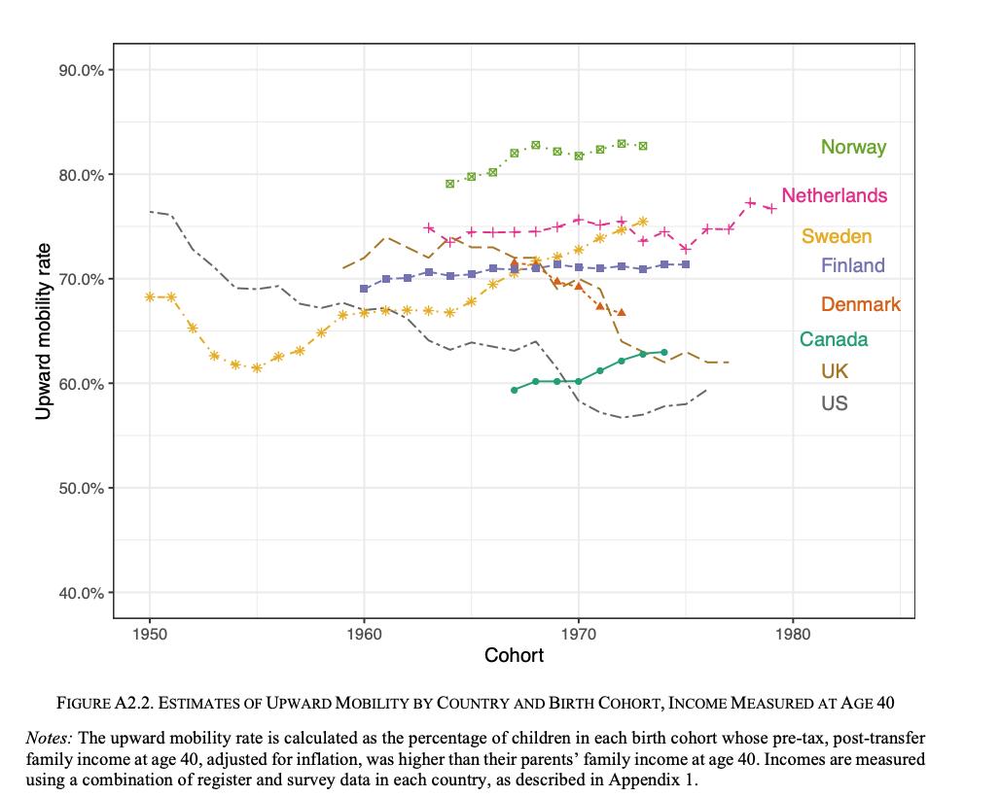 90.0%
80.0%
70.0%
60.0%
50.0%
40.0%
Upward mobility rate
Norway
Netherlands
Sweden
Finland
Denmark
Canada
UK
US
1950 1960 1970 1980
Cohort
FIGURE A2.2. ESTIMATES OF UPWARD MOBILITY BY COUNTRY AND BIRTH COHORT, INCOME MEASURED AT AGE 40
Notes: The upward mobility rate is calculated as the percentage of children in each birth cohort whose pre-tax, post-transfer
family income at age 40, adjusted for inflation, was higher than their parents’ family income at age 40. Incomes are measured
using a combination of register and survey data in each country, as described in Appendix 1.